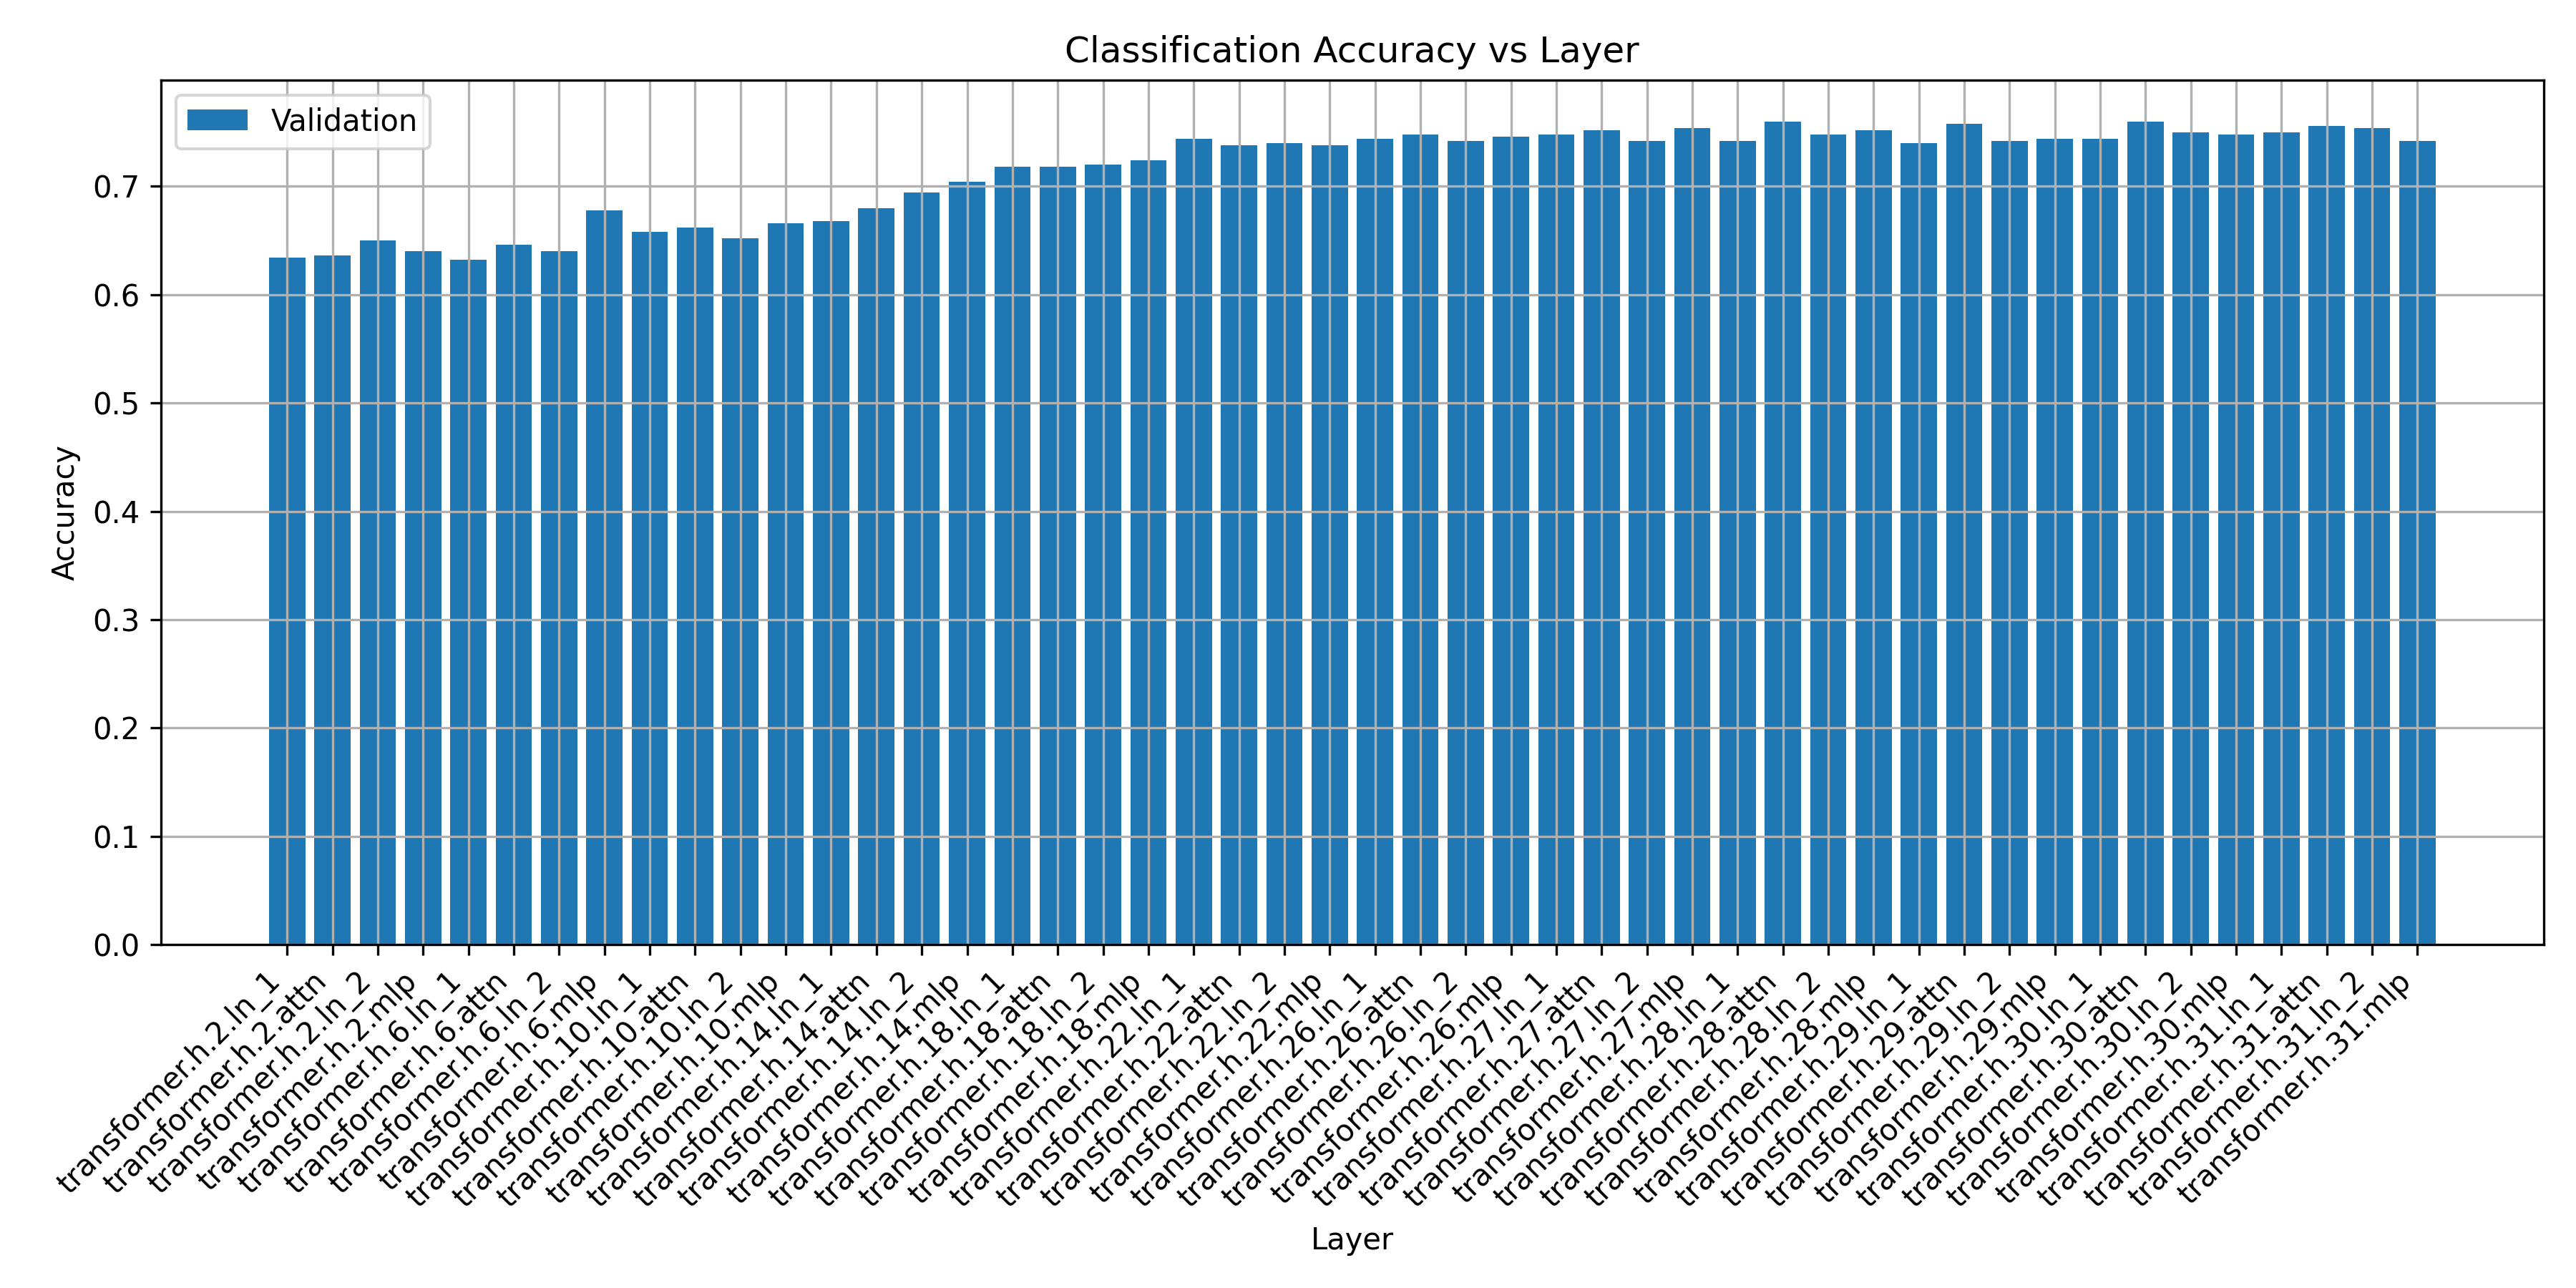 Classification Accuracy vs Layer
Validation
Accuracy
0.7
0.6
0.5
0.4
0.3
0.2
0.1
0.0
transformer.h.2.ln_1
transformer.h.2.attn
transformer.h.2.ln_2
transformer.h.2.mlp
transformer.h.6.ln_1
transformer.h.6.attn
transformer.h.6.ln_2
transformer.h.6.mlp
transformer.h.10.ln_1
transformer.h.10.attn
transformer.h.10.ln_2
transformer.h.10.mlp
transformer.h.14.ln_1
transformer.h.14.attn
transformer.h.14.ln_2
transformer.h.14.mlp
transformer.h.18.ln_1
transformer.h.18.attn
transformer.h.18.ln_2
transformer.h.18.mlp
transformer.h.22.ln_1
transformer.h.22.attn
transformer.h.22.ln_2
transformer.h.22.mlp
transformer.h.26.ln_1
transformer.h.26.attn
transformer.h.26.ln_2
transformer.h.26.mlp
transformer.h.27.ln_1
transformer.h.27.attn
transformer.h.27.ln_2
transformer.h.27.mlp
transformer.h.28.ln_1
transformer.h.28.attn
transformer.h.28.ln_2
transformer.h.28.mlp
transformer.h.29.ln_1
transformer.h.29.attn
transformer.h.29.ln_2
transformer.h.29.mlp
transformer.h.30.ln_1
transformer.h.30.attn
transformer.h.30.ln_2
transformer.h.30.mlp
transformer.h.31.ln_1
transformer.h.31.attn
transformer.h.31.ln_2
transformer.h.31.mlp
Layer